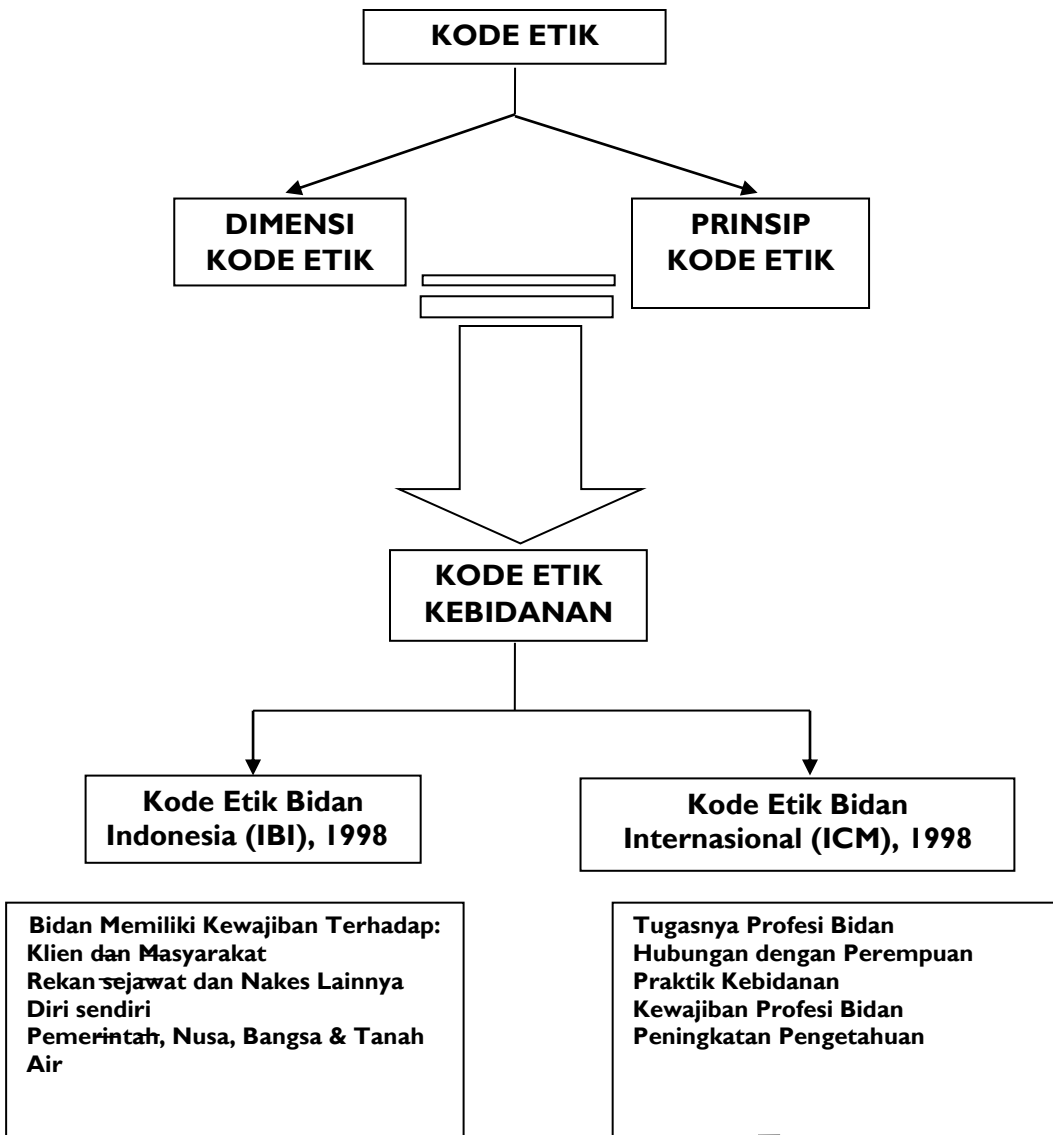 KODE ETIK
DIMENSI
KODE ETIK
PRINSIP
KODE ETIK
KODE ETIK
KEBIDANAN
Kode Etik Bidan
Indonesia (IBI), 1998
Kode Etik Bidan
Internasional (ICM), 1998
Bidan Memiliki Kewajiban Terhadap:
Klien dan Masyarakat
Rekan sejawat dan Nakes Lainnya
Diri sendiri
Pemerintah, Nusa, Bangsa & Tanah
Air
Tugasnya Profesi Bidan
Hubungan dengan Perempuan
Praktik Kebidanan
Kewajiban Profesi Bidan
Peningkatan Pengetahuan